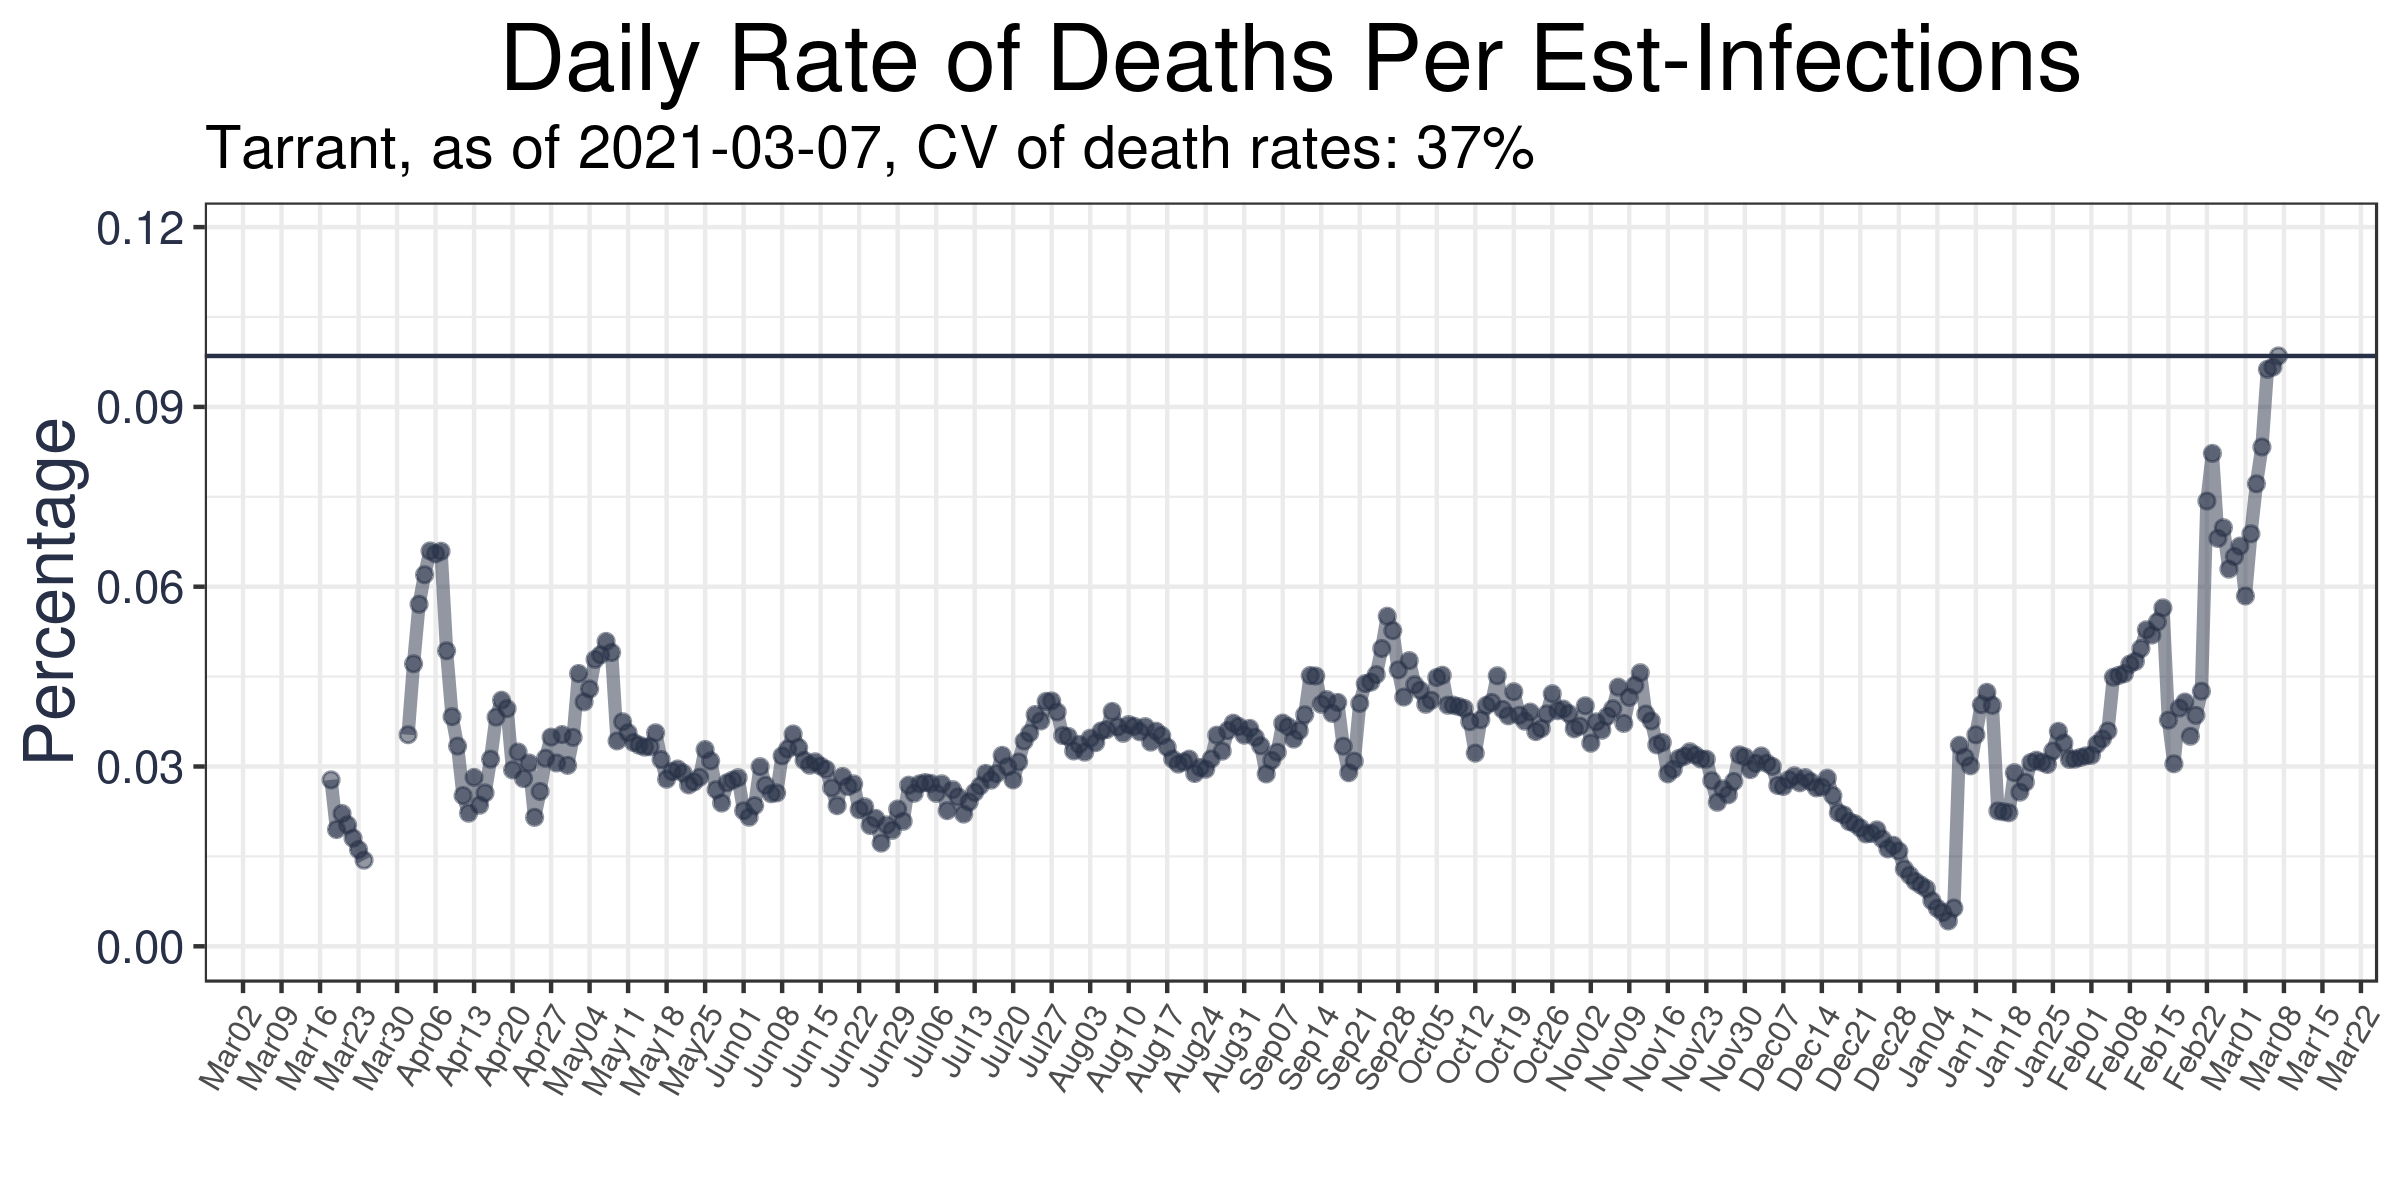 Daily Rate of Deaths Per Est-Infections
Tarrant, as of 2021-03-07, CV of death rates: 37%
Percentage
0.12
0.09
0.06
0.03
0.00
Mar02
Mar09
Mar16
Mar23
Mar30
Apr06
Apr13
Apr20
Apr27
May04
May11
May18
May25
Jun01
Jun08
Jun15
Jun22
Jun29
Jul06
Jul13
Jul20
Jul27
Aug03
Aug10
Aug17
Aug24
Aug31
Sep07
Sep14
Sep21
Sep28
Oct05
Oct12
Oct19
Oct26
Nov02
Nov09
Nov16
Nov23
Nov30
Dec07
Dec14
Dec21
Dec28
Jan04
Jan11
Jan18
Jan25
Feb01
Feb08
Feb15
Feb22
Mar01
Mar08
Mar15
Mar22